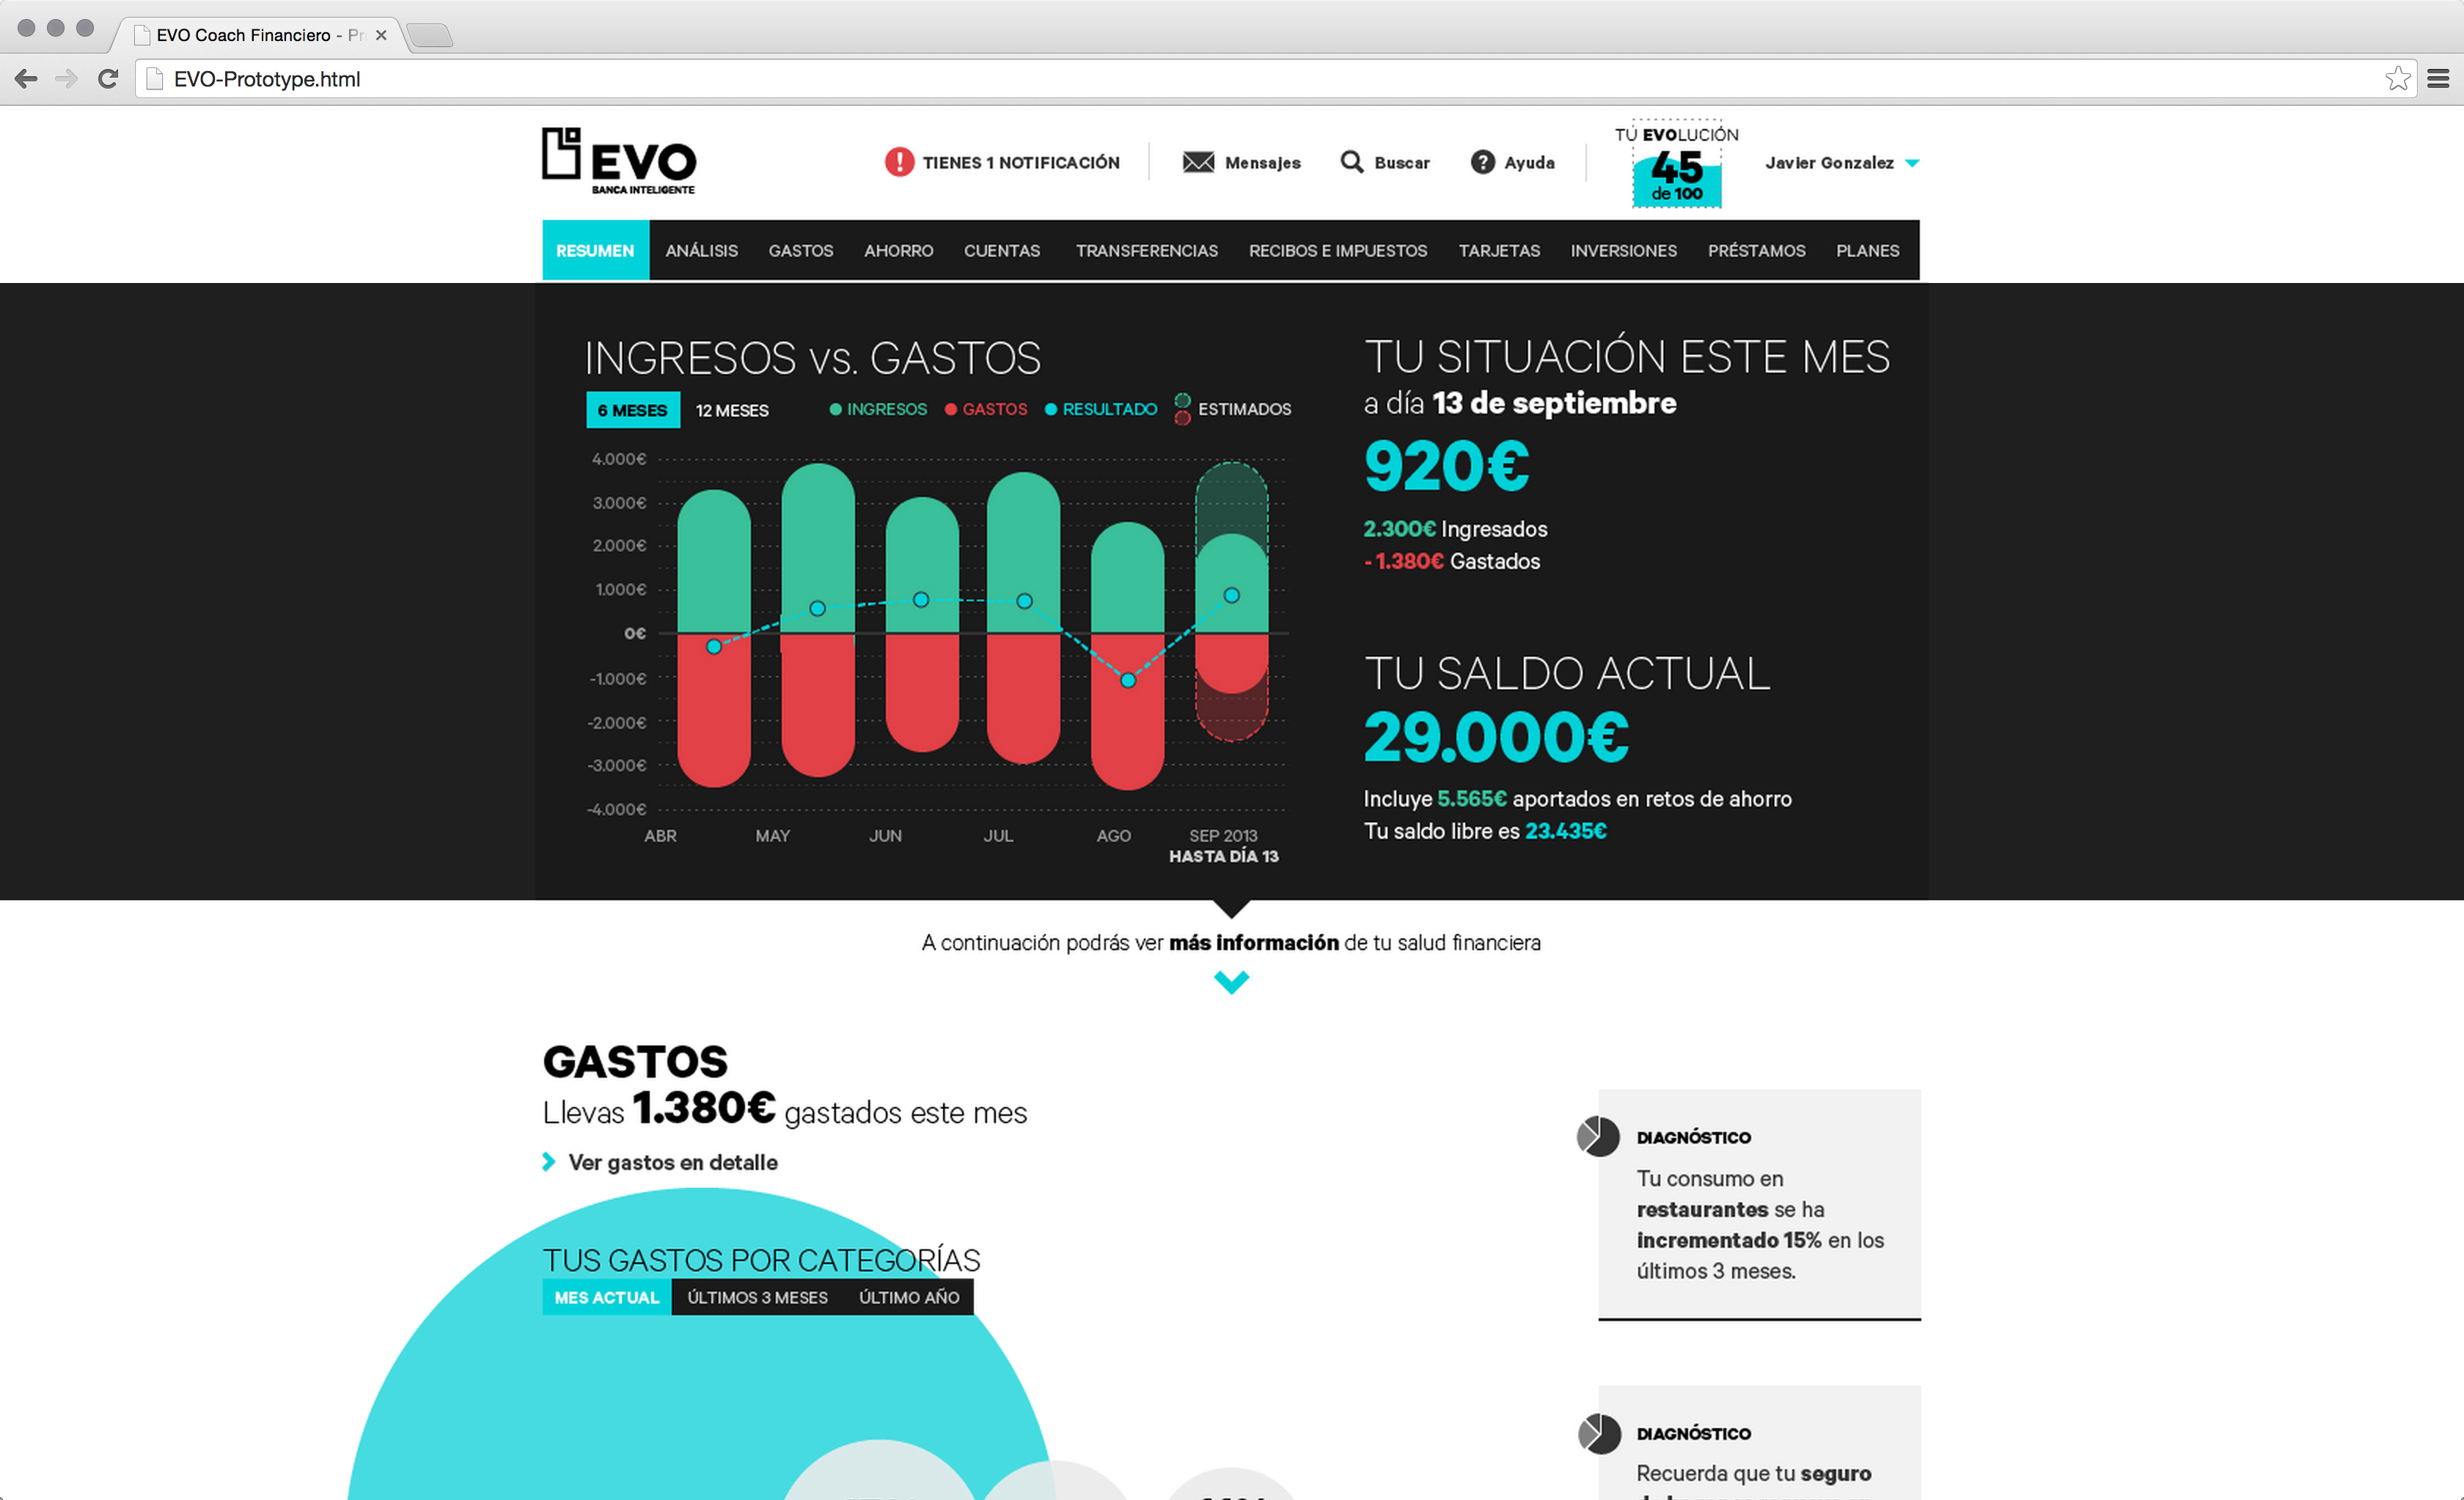 EVO Coach Financiero - Pr
EVO-Prototype.html
EVO
BANCA INTELIGENTE
TIENES 1 NOTIFICACIÓN
Mensajes
Buscar
Ayuda
TU EVOLUCIÓN
45
de 100
Javier Gonzalez
RESUMEN ANÁLISIS GASTOS AHORRO CUENTAS TRANSFERENCIAS RECIBOS E IMPUESTOS TARJETAS INVERSIONES PRÉSTAMOS PLANES
INGRESOS vs. GASTOS
6 MESES 12 MESES INGRESOS GASTOS RESULTADO ESTIMADOS
4.000€
3.000€
2.000€
1.000€
0€
-1.000€
-2.000€
-3.000€
-4.000€
ABR MAY JUN JUL AGO SEP 2013
HASTA DÍA 13
TU SITUACIÓN ESTE MES
a día 13 de septiembre
920€
2.300€ Ingresados
- 1.380€ Gastados
TU SALDO ACTUAL
29.000€
Incluye 5.565€ aportados en retos de ahorro
Tu saldo libre es 23.435€
A continuación podrás ver más información de tu salud financiera
GASTOS
Llevas 1.380€ gastados este mes
Ver gastos en detalle
TUS GASTOS POR CATEGORÍAS
MES ACTUAL ÚLTIMOS 3 MESES ÚLTIMO AÑO
DIAGNÓSTICO
Tu consumo en
restaurantes se ha
incrementado 15% en los
últimos 3 meses.
DIAGNÓSTICO
Recuerda que tu seguro